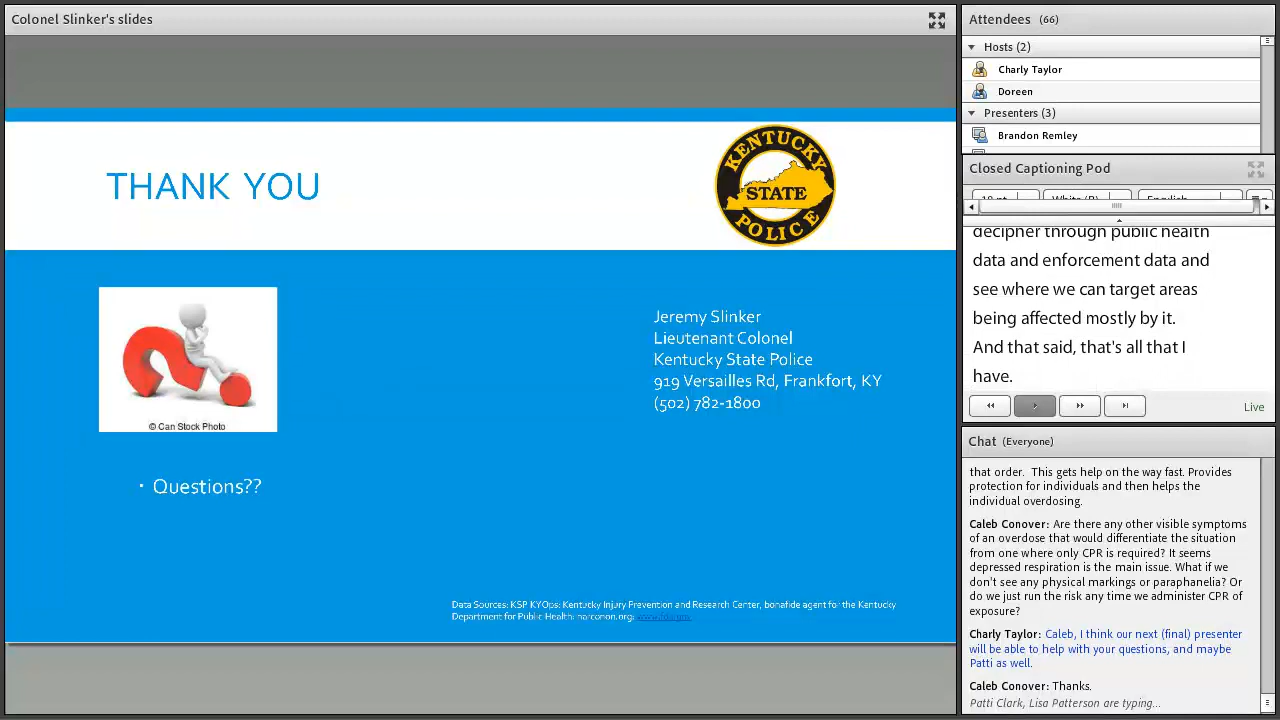 Colonel Slinker's slides
THANK YOU
KENTUCKY
STATE
POLICE
© Can Stock Photo
Jeremy Slinker
Lieutenant Colonel
Kentucky State Police
919 Versailles Rd, Frankfort, KY
(502) 782-1800
· Questions??
Data Sources: KSP KYOps: Kentucky Injury Prevention and Research Center, bonafide agent for the Kentucky
Department for Public Health: narconon.org:
Attendees (66)
Hosts (2)
Charly Taylor
Doreen
Presenters (3)
Brandon Remley
Closed Captioning Pod
decipher through public health
data and enforcement data and
see where we can target areas
being affected mostly by it.
And that said, that's all that I
have.
Live
Chat (Everyone)
that order. This gets help on the way fast. Provides
protection for individuals and then helps the
individual overdosing.
Caleb Conover: Are there any other visible symptoms
of an overdose that would differentiate the situation
from one where only CPR is required? It seems
depressed respiration is the main issue. What if we
don't see any physical markings or paraphanelia? Or
do we just run the risk any time we administer CPR of
exposure?
Charly Taylor: Caleb, I think our next (final) presenter
will be able to help with your questions, and maybe
Patti as well.
Caleb Conover: Thanks.
Patti Clark, Lisa Patterson are typing...